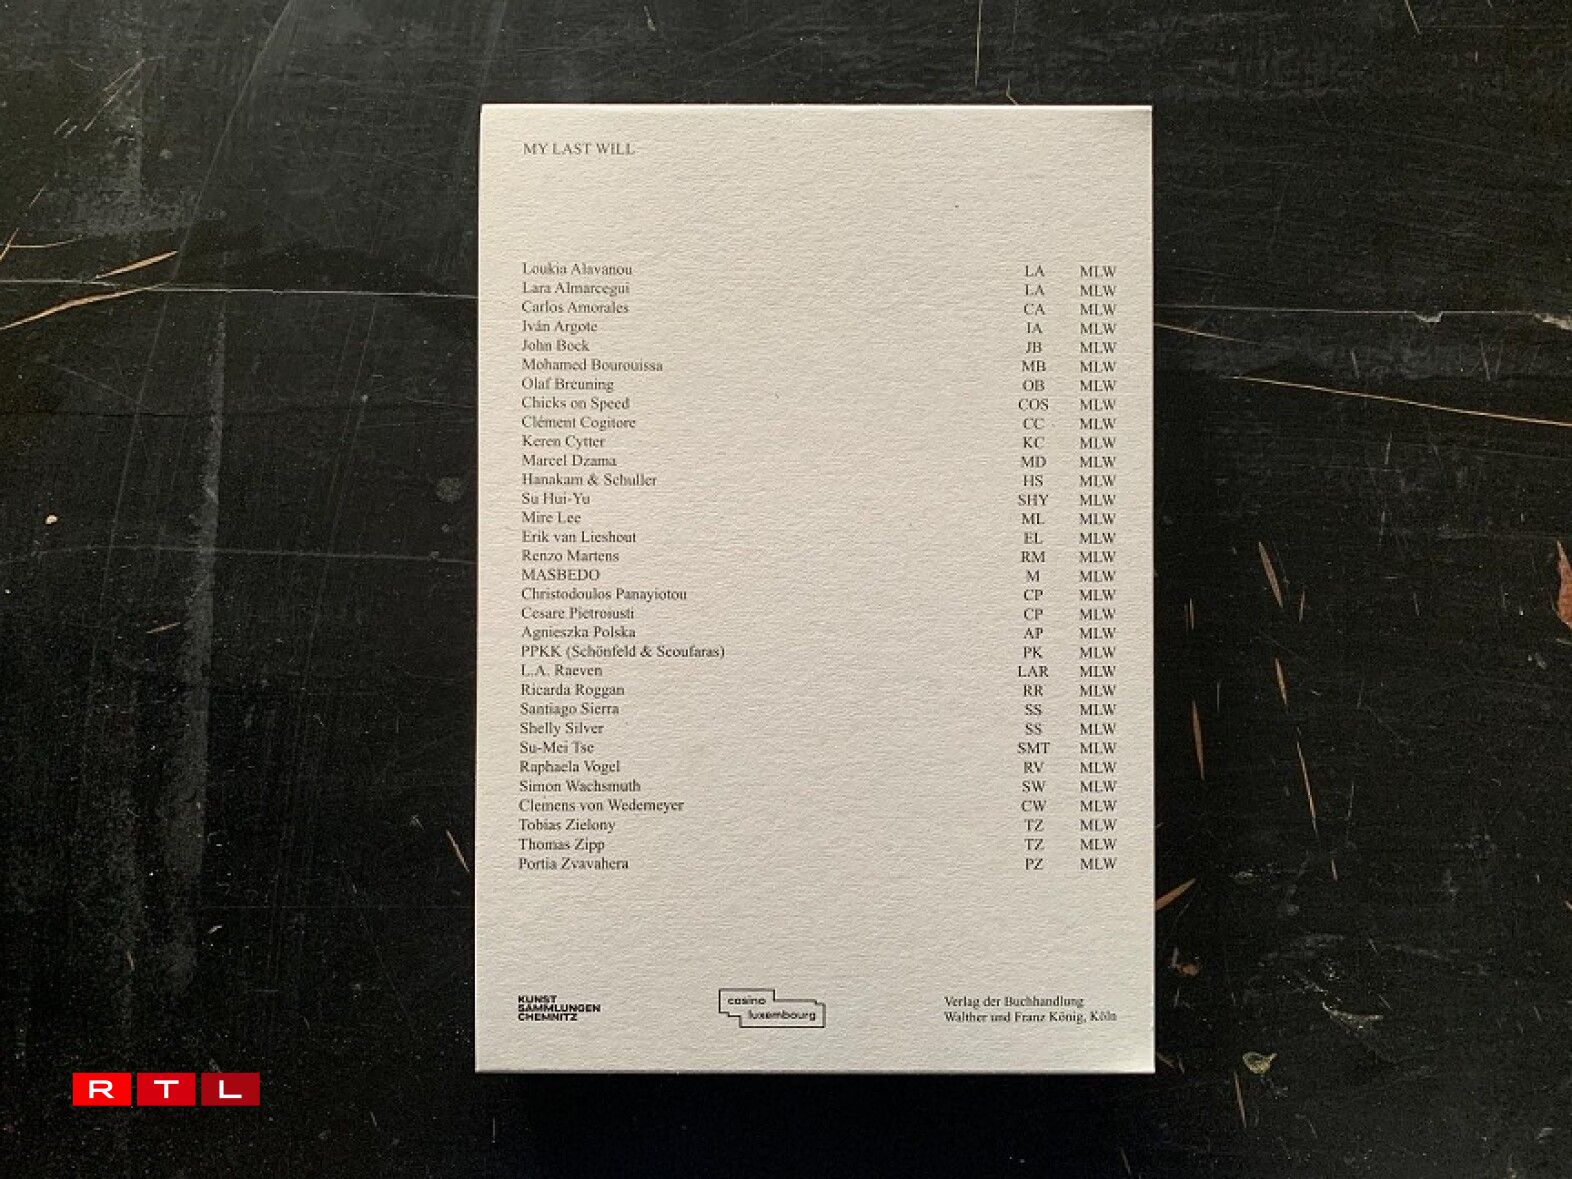 MY LAST WILL
Loukia Alavanou LA MLW
Lara Almarcegui LA MLW
Carlos Amorales CA MLW
Iván Argote IA MLW
John Bock JB MLW
Mohamed Bourouissa MB MLW
Olaf Breuning OB MLW
Chicks on Speed COS MLW
Clément Cogitore CC MLW
Keren Cytter KC MLW
Marcel Dzama MD MLW
Hanakam & Schuller HS MLW
Su Hui-Yu SHY MLW
Mire Lee ML MLW
Erik van Lieshout EL MLW
Renzo Martens RM MLW
MASBEDO M MLW
Christodoulos Panayiotou CP MLW
Cesare Pietroiusti CP MLW
Agnieszka Polska AP MLW
PPKK (Schönfeld & Scoufaras) PK MLW
L.A. Raeven LAR MLW
Ricarda Roggan RR MLW
Santiago Sierra SS MLW
Shelly Silver SS MLW
Su-Mei Tse SMT MLW
Raphaela Vogel RV MLW
Simon Wachsmuth SW MLW
Clemens von Wedemeyer CW MLW
Tobias Zielony TZ MLW
Thomas Zipp TZ MLW
Portia Zvavahera PZ MLW
KUNST
SAMMLUNGEN
CHEMNITZ
casino
luxembourg
Verlag der Buchhandlung
Walther und Franz König, Köln
RTL